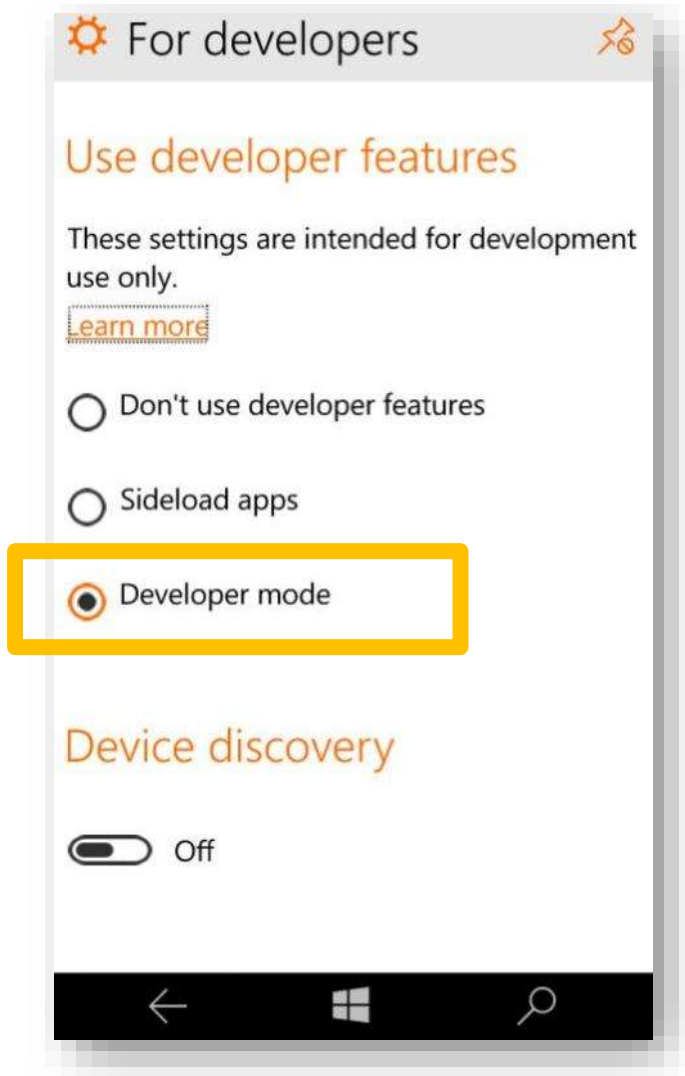 For developers
Use developer features
These settings are intended for development
use only.
Learn more
Don't use developer features
Sideload apps
Developer mode
Device discovery
Off